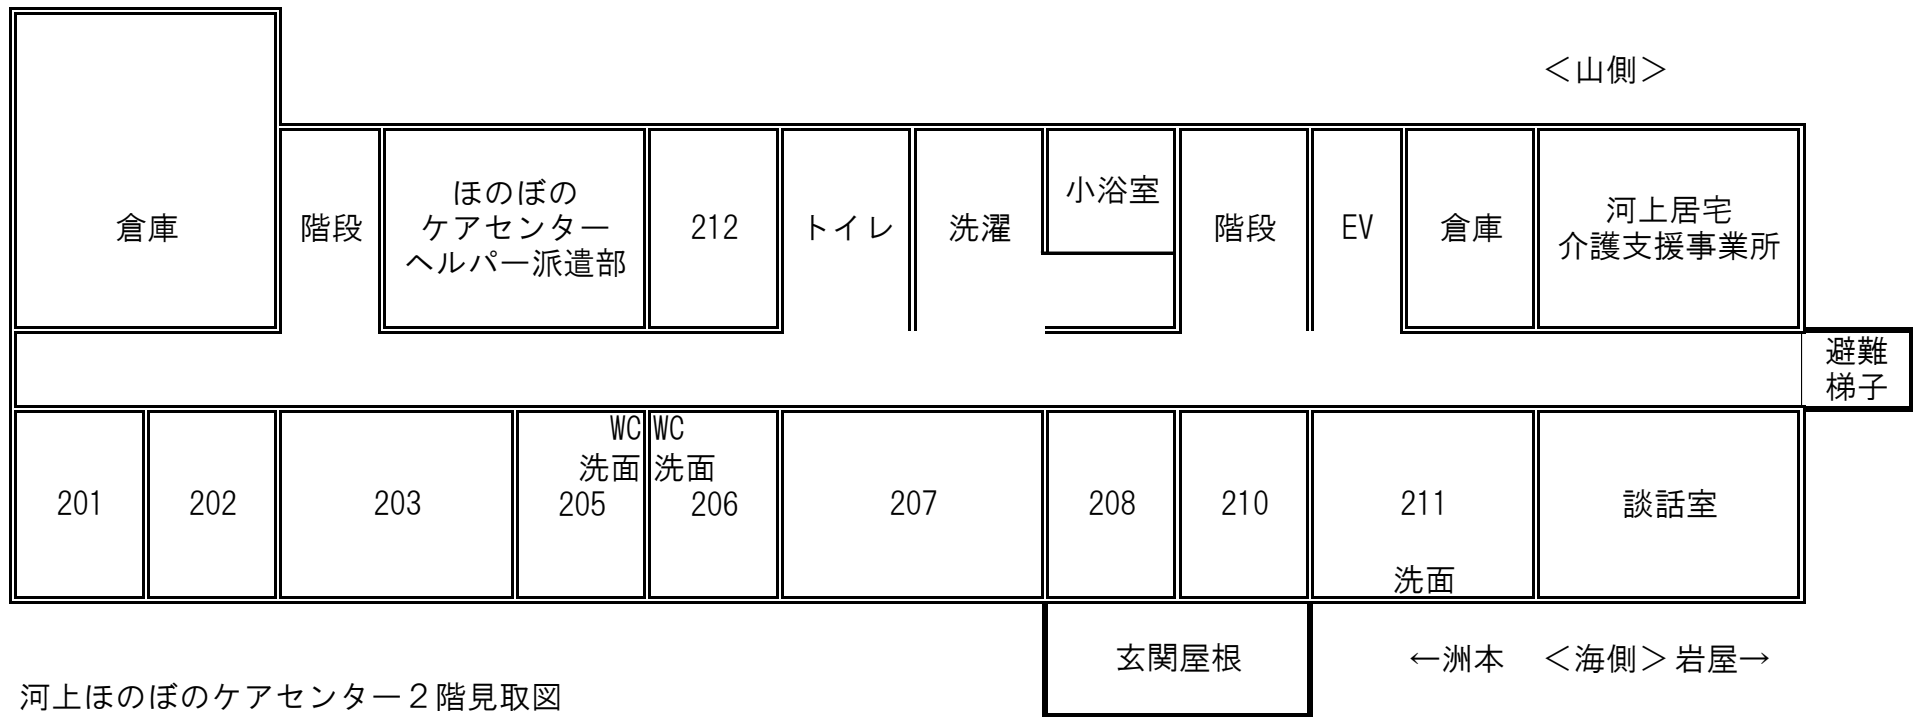 ＜山側＞
倉庫
階段
ほのぼの
ケアセンター
ヘルパー派遣部
212
トイレ
洗濯
小浴室
階段
EV
倉庫
河上居宅
介護支援事業所
避難
梯子
201
202
203
WC
洗面
205
WC
洗面
206
207
208
210
211
洗面
談話室
玄関屋根
←洲本　＜海側＞岩屋→
河上ほのぼのケアセンター２階見取図